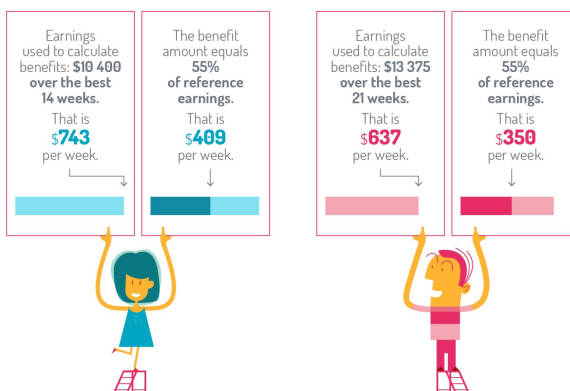 Earnings
used to calculate
benefits: $10 400
over the best
14 weeks.
That is
$743
per week.
The benefit
amount equals
55%
of reference
earnings.
That is
$409
per week.
Earnings
used to calculate
benefits: $13 375
over the best
21 weeks.
That is
$637
per week.
The benefit
amount equals
55%
of reference
earnings.
That is
$350
per week.